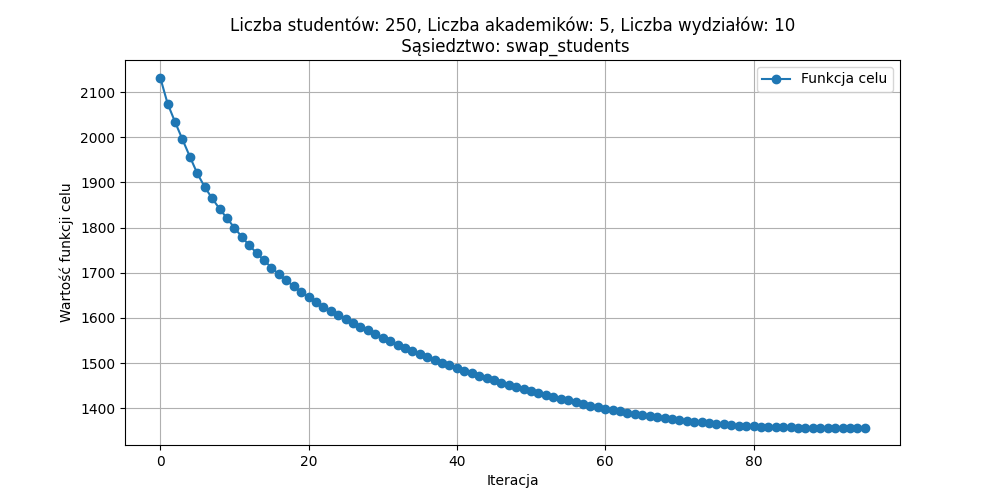 Liczba studentów: 250, Liczba akademików: 5, Liczba wydziałów: 10
Sąsiedztwo: swap_students
Funkcja celu
Wartość funkcji celu
2100
2000
1900
1800
1700
1600
1500
1400
0 20 40 60 80
Iteracja